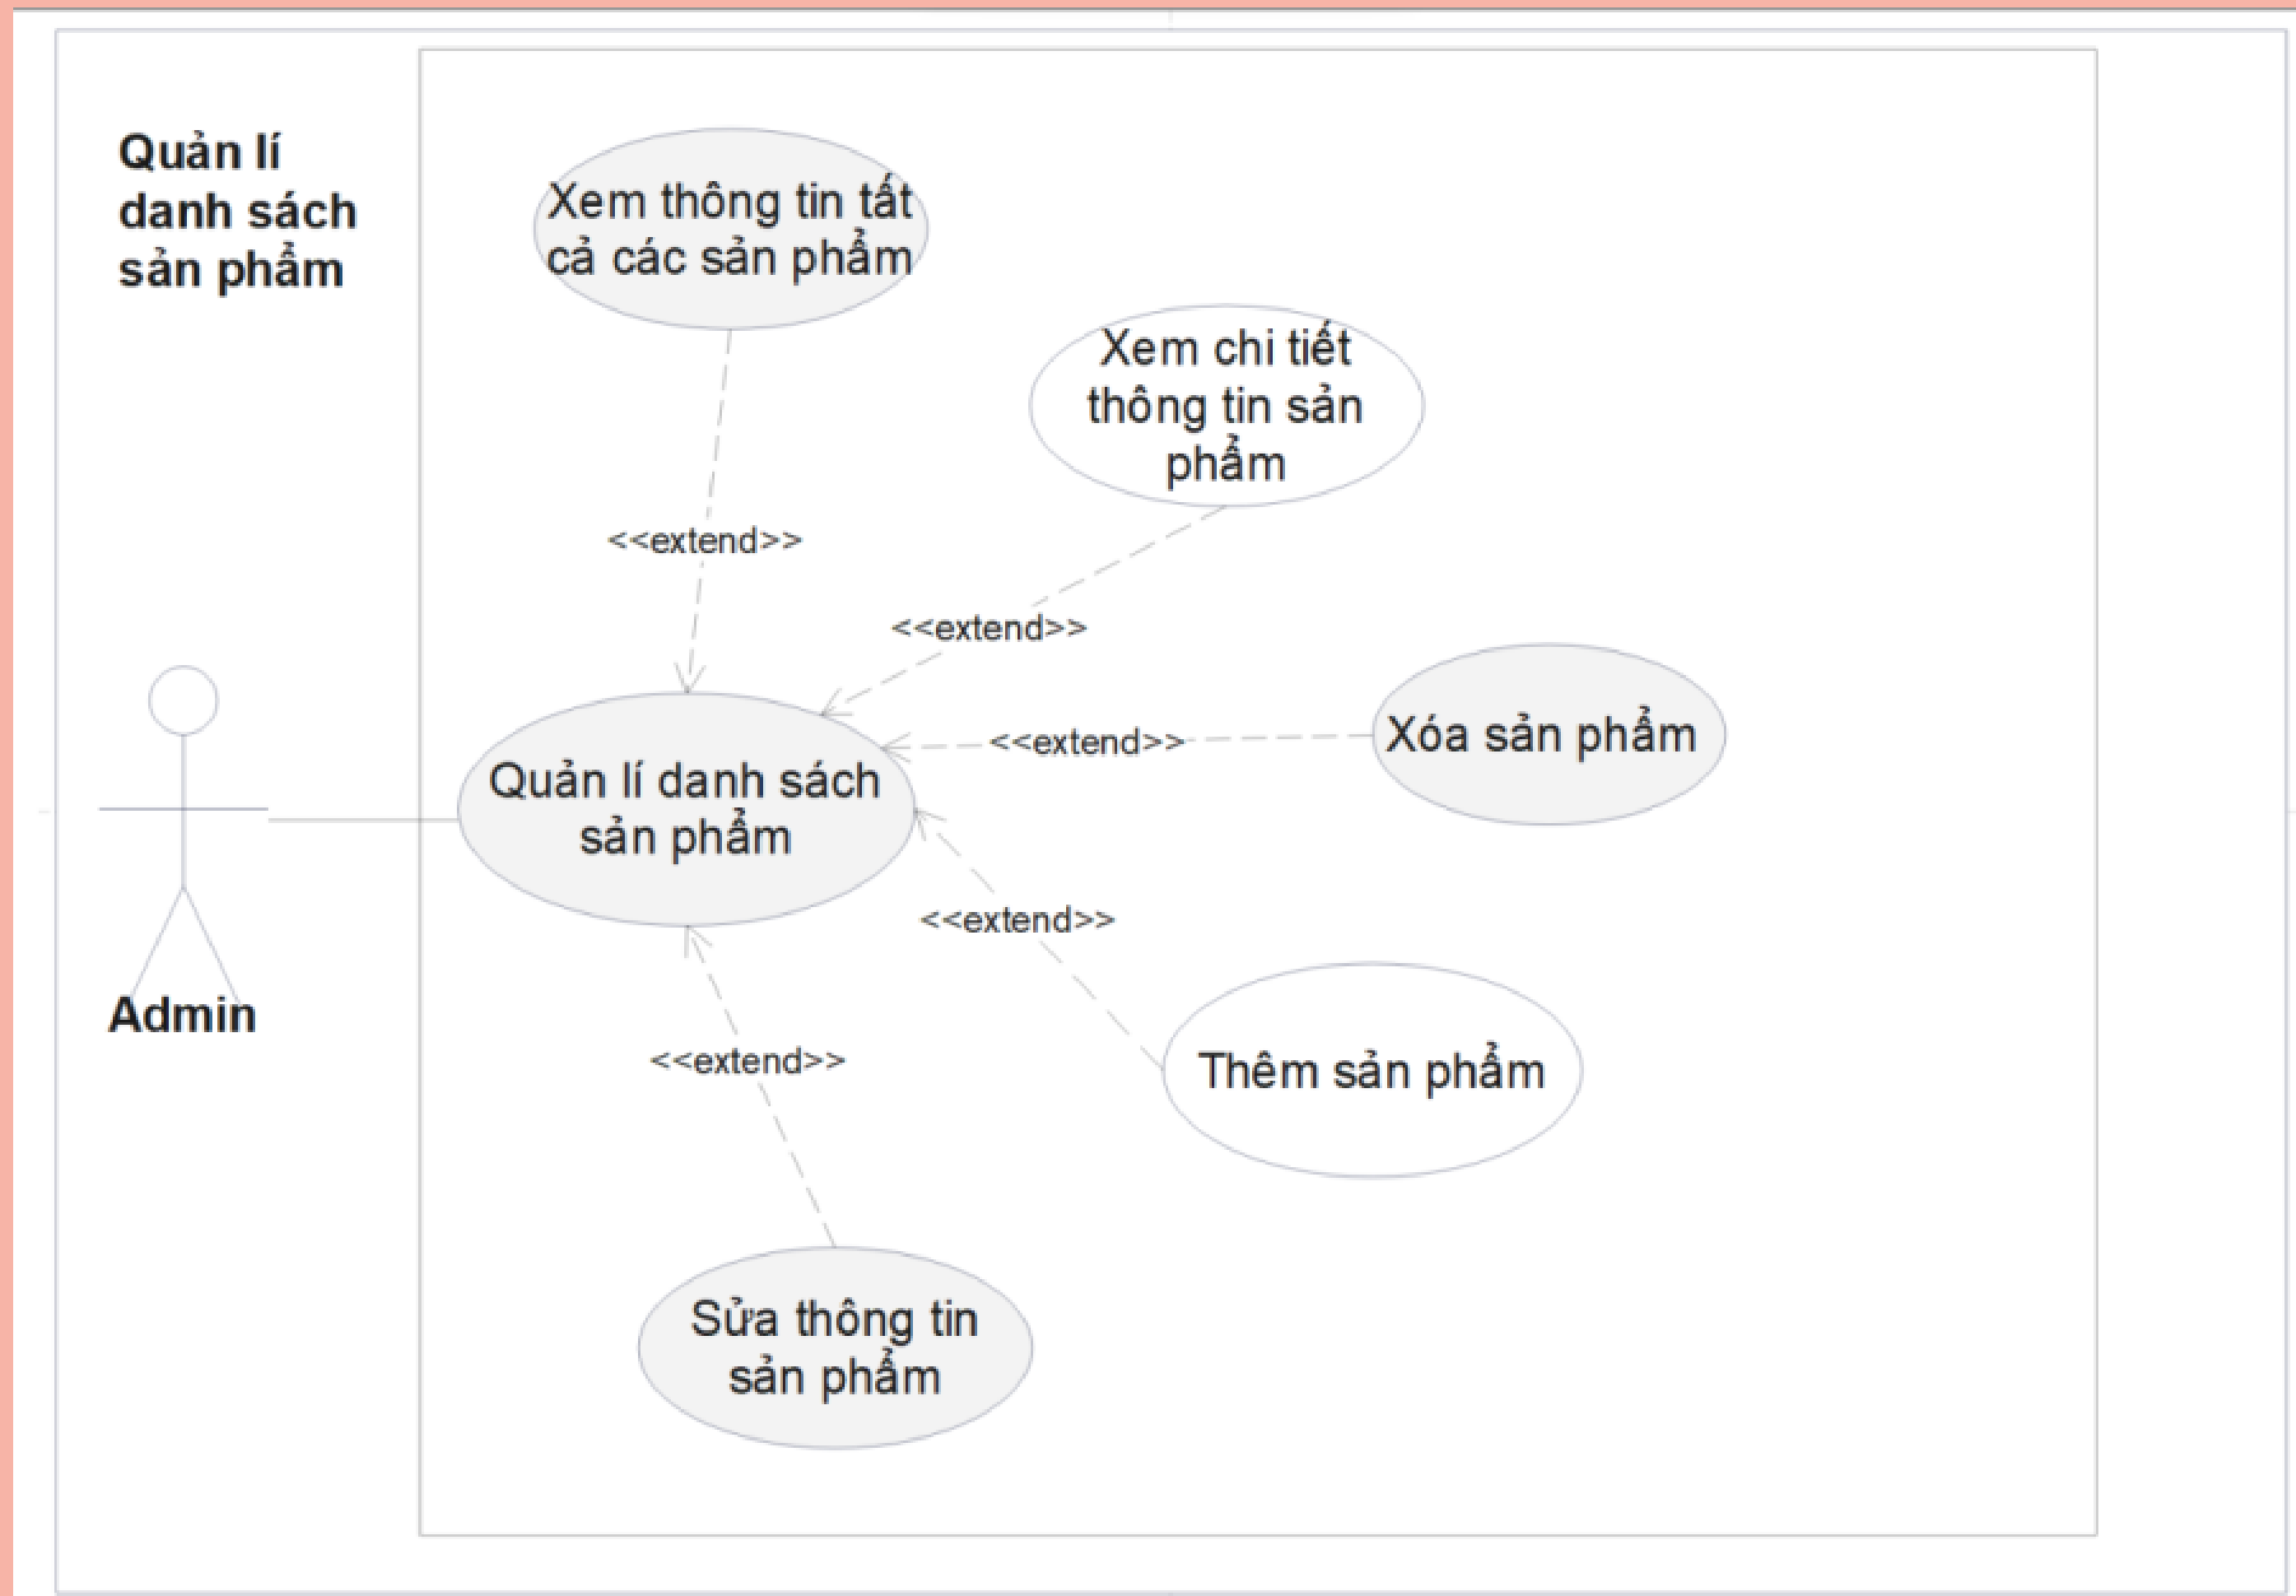 Quản lí
danh sách
sản phẩm
Xem thông tin tất
cả các sản phẩm
Xem chi tiết
thông tin sản
phẩm
<<extend>>
<<extend>>
Xóa sản phẩm
<<extend>>
Quản lí danh sách
sản phẩm
<<extend>>
Admin
<<extend>>
Thêm sản phẩm
Sửa thông tin
sản phẩm